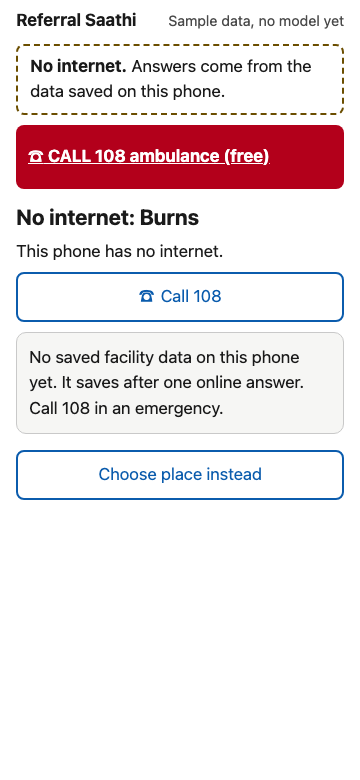 Referral Saathi
Sample data, no model yet
No internet. Answers come from the
data saved on this phone.
☎ CALL 108 ambulance (free)
No internet: Burns
This phone has no internet.
☎ Call 108
No saved facility data on this phone
yet. It saves after one online answer.
Call 108 in an emergency.
Choose place instead